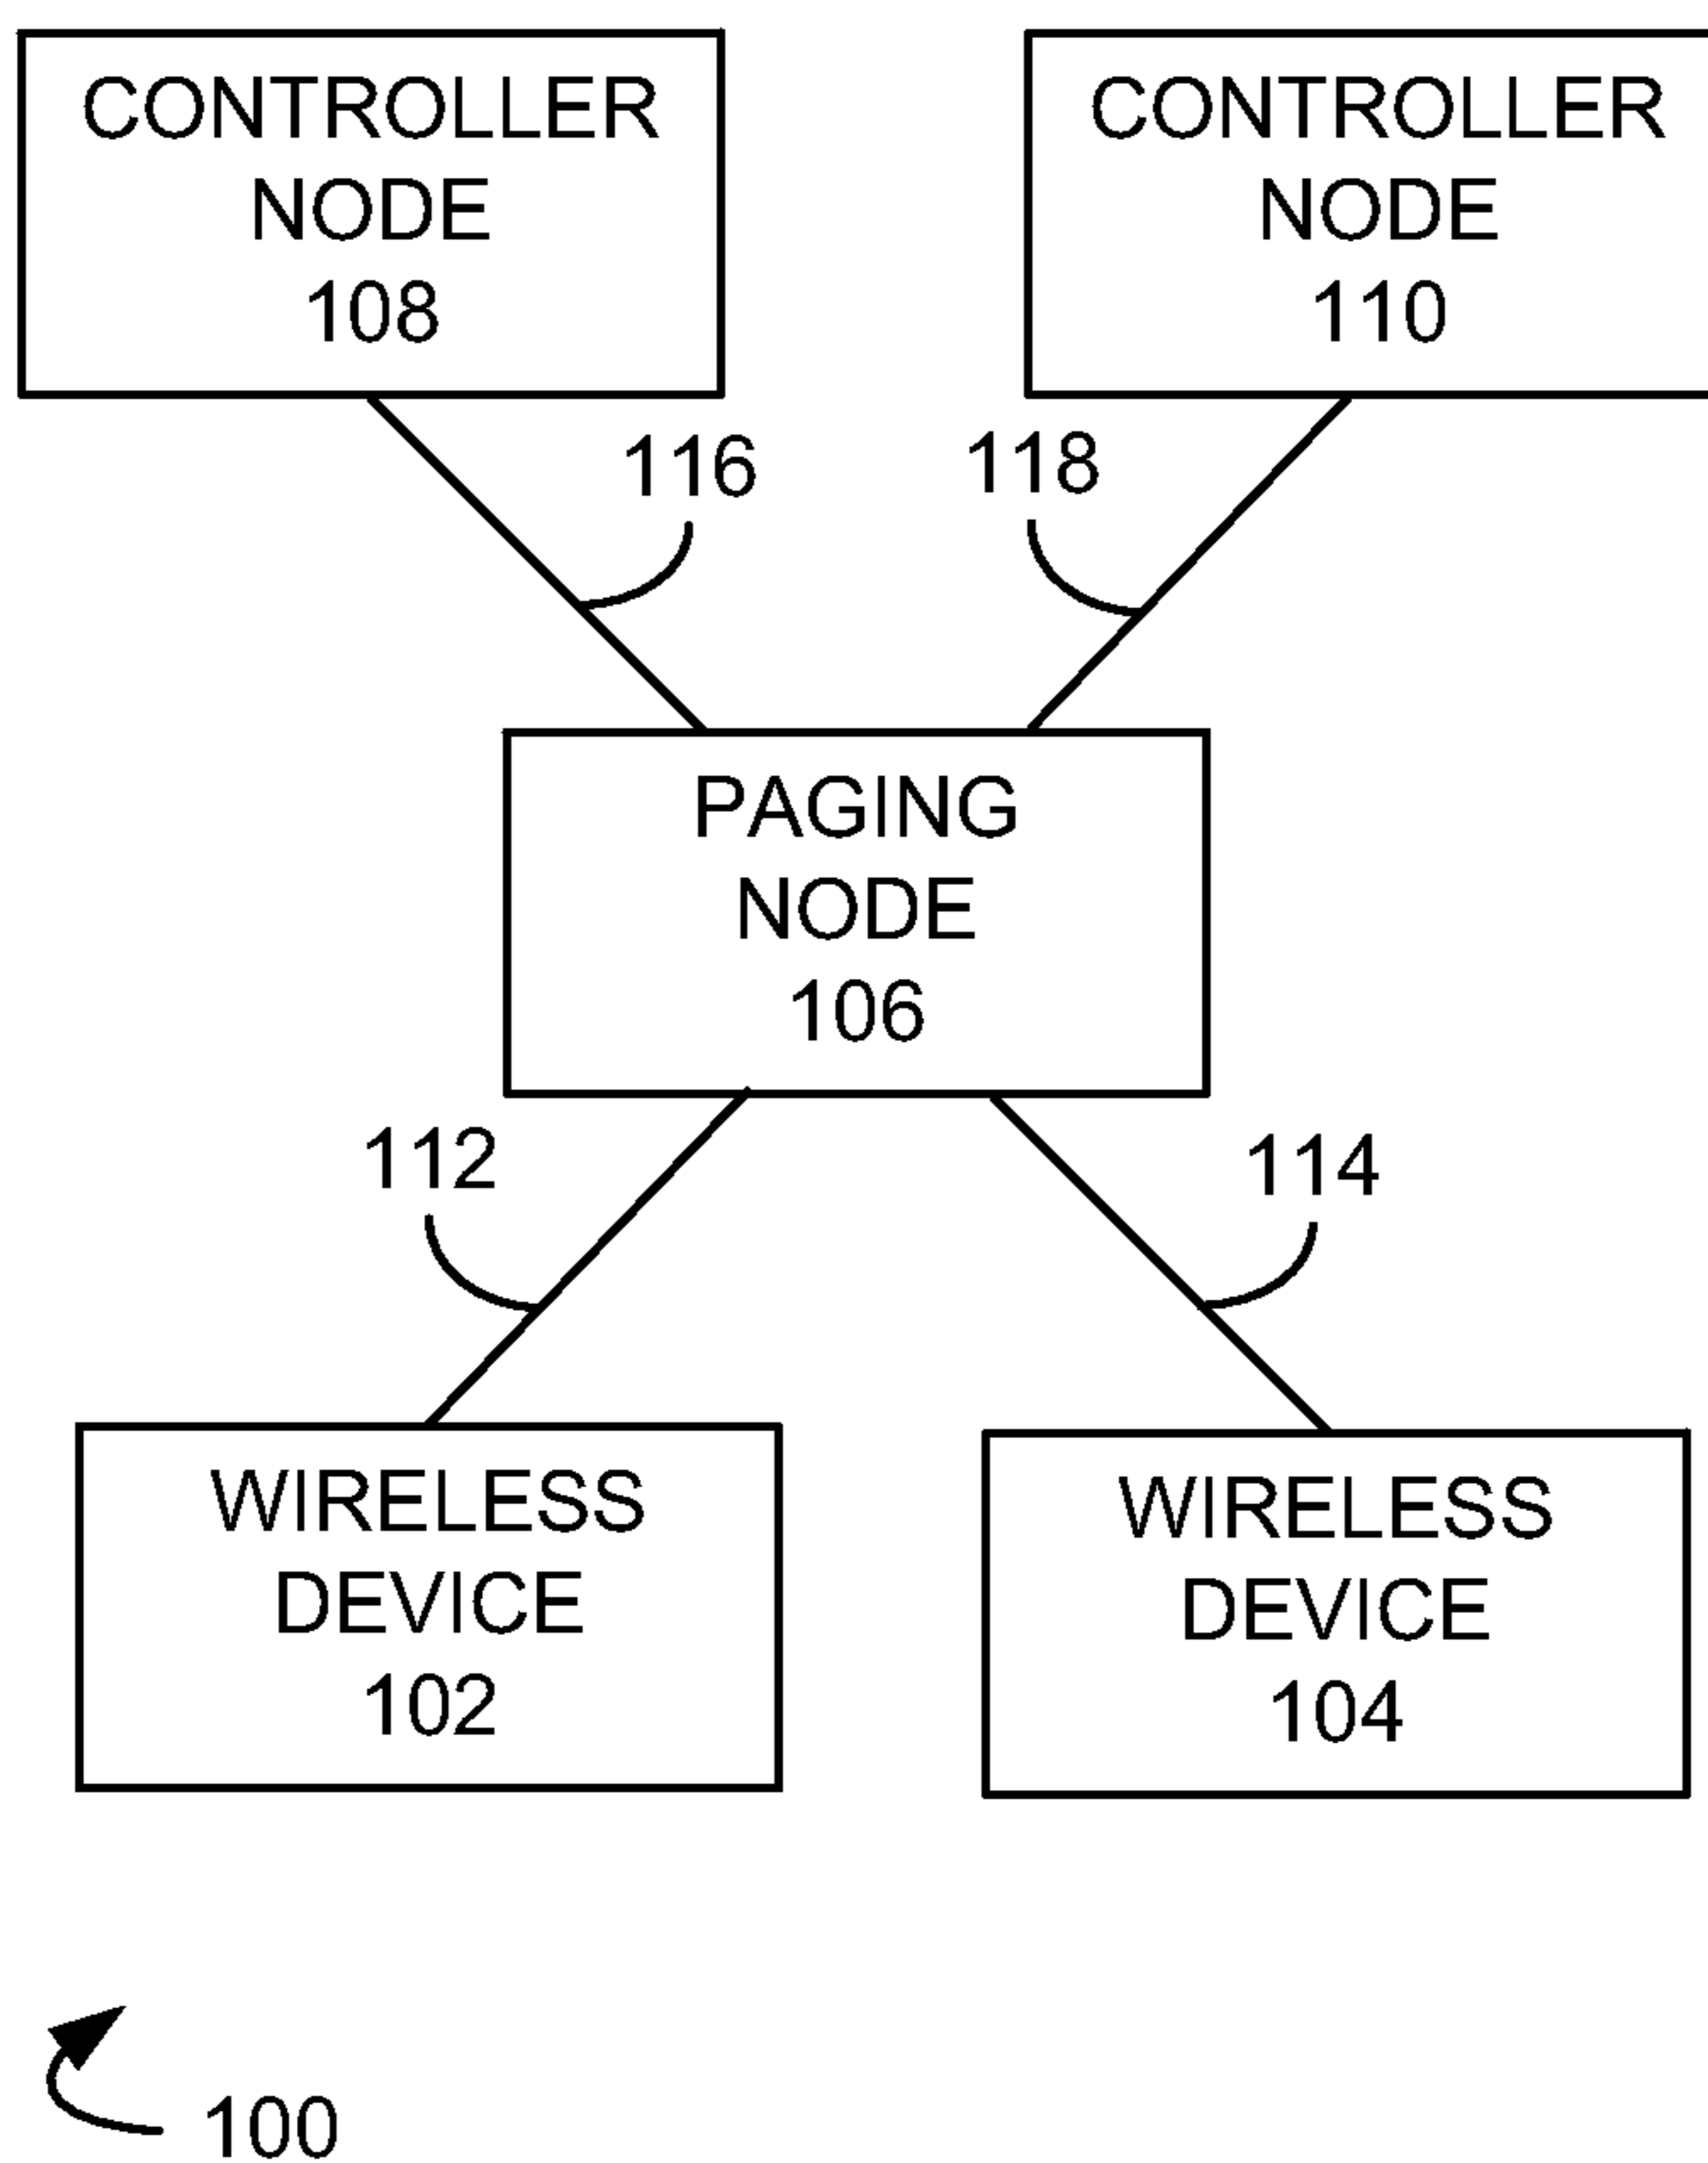 CONTROLLER
NODE
108
CONTROLLER
NODE
110
116
118
PAGING
NODE
106
112
114
WIRELESS
DEVICE
102
WIRELESS
DEVICE
104
100